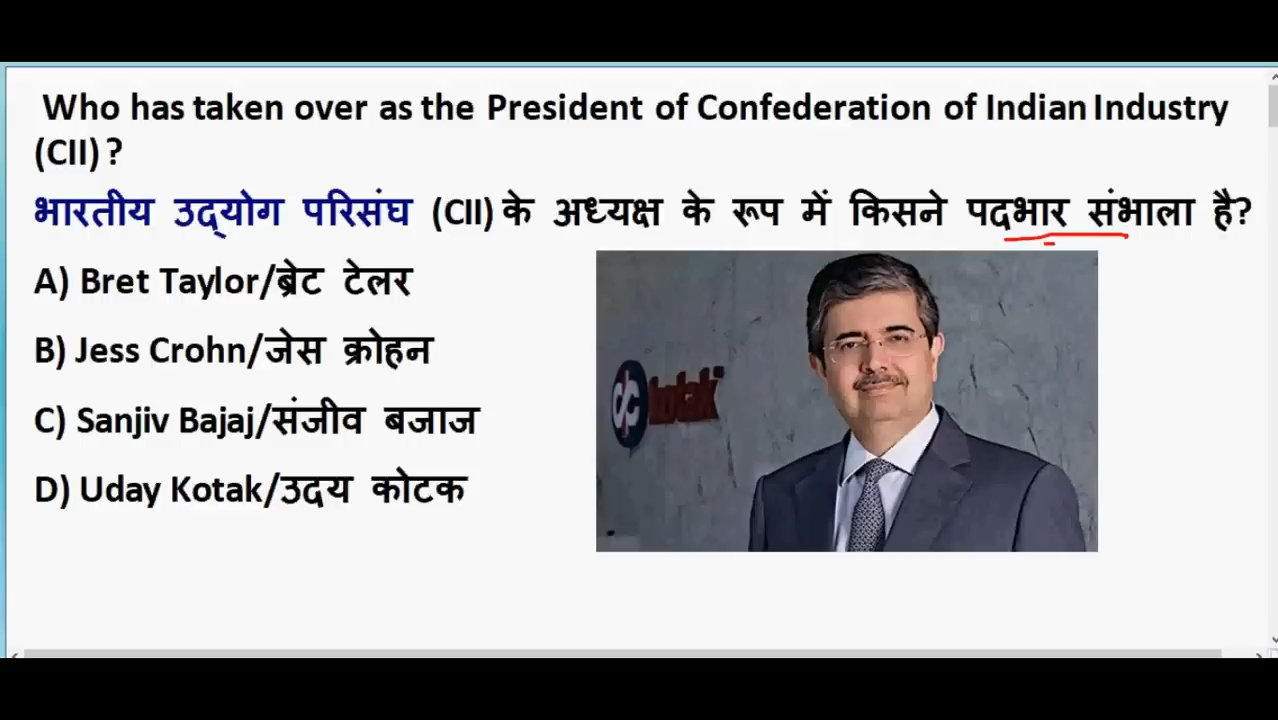 Who has taken over as the President of Confederation of Indian Industry
(CII) ?
भारतीय उद्योग परिसंघ (CII) के अध्यक्ष के रूप में किसने पदभार संभाला है?
A) Bret Taylor/ब्रेट टेलर
B) Jess Crohn/जेस क्रोहन
C) Sanjiv Bajaj/संजीव बजाज
D) Uday Kotak/उदय कोटक
kotak